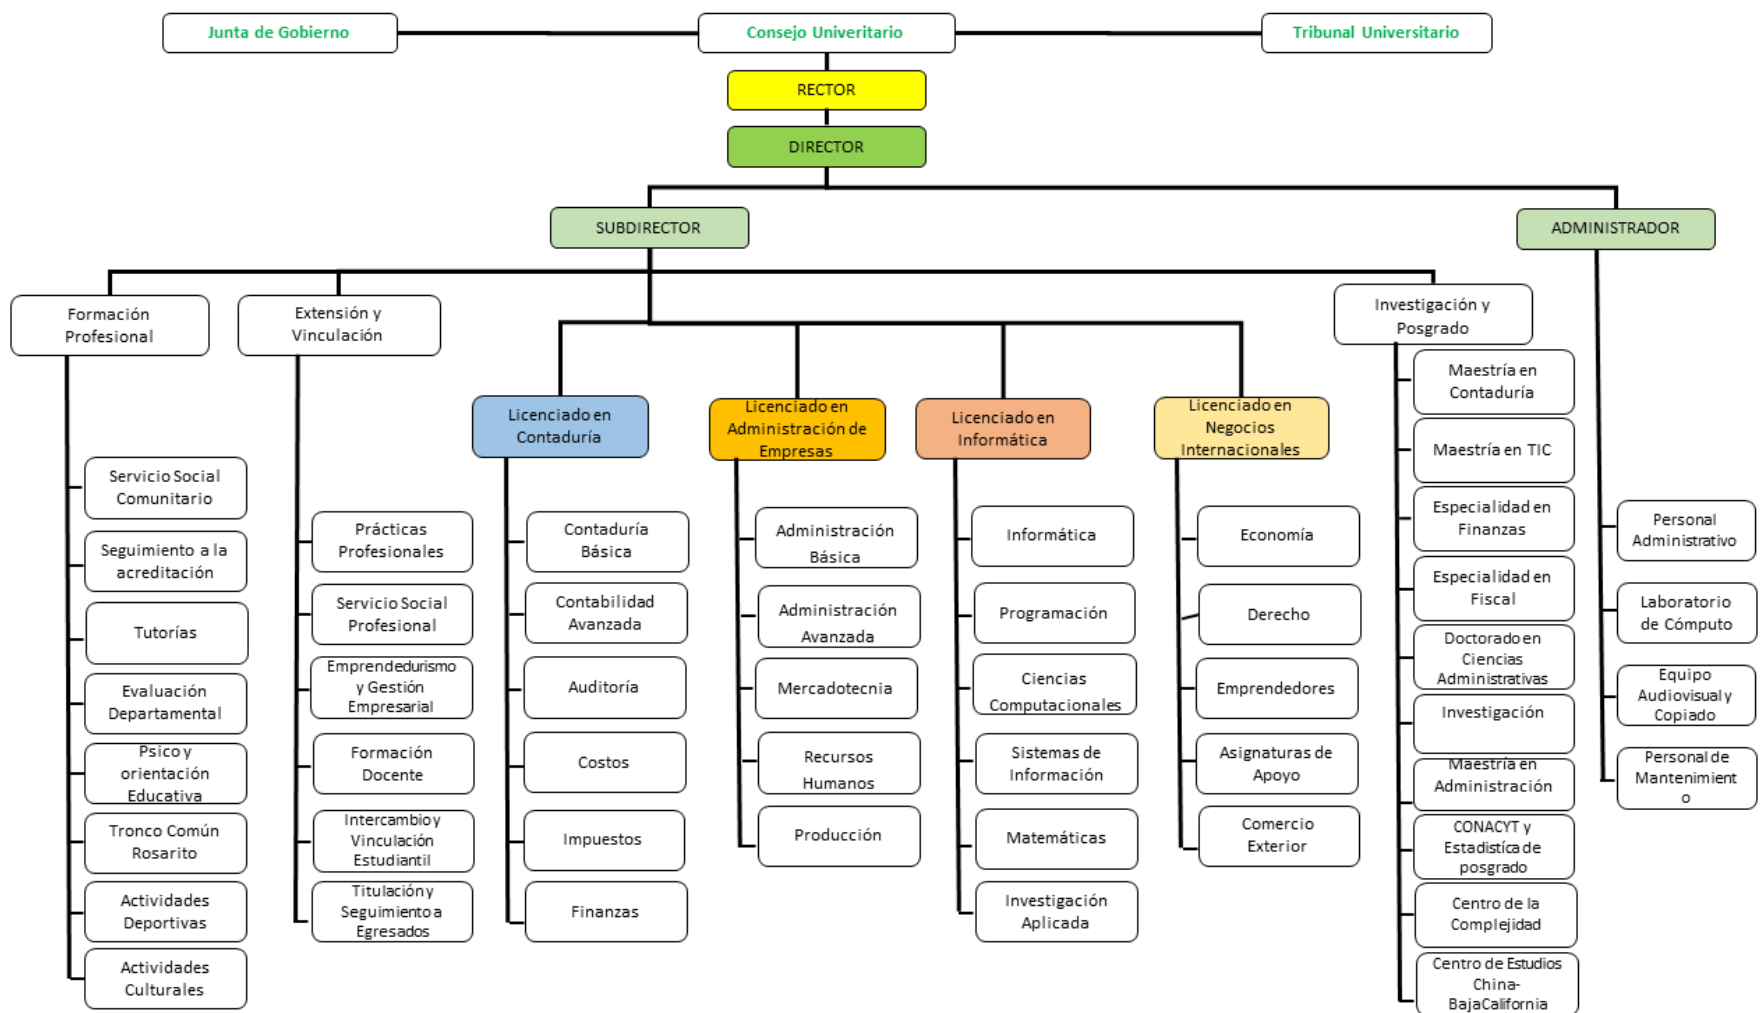 Junta de Gobierno
Consejo Univeritario
Tribunal Universitario
RECTOR
DIRECTOR
SUBDIRECTOR
ADMINISTRADOR
Formación
Profesional
Servicio Social
Comunitario
Seguimiento a la
acreditación
Tutorías
Evaluación
Departamental
Psico y
orientación
Educativa
Tronco Común
Rosarito
Actividades
Deportivas
Actividades
Culturales
Extensión y
Vinculación
Prácticas
Profesionales
Servicio Social
Profesional
Emprendedurismo
y Gestión
Empresarial
Formación
Docente
Intercambio y
Vinculación
Estudiantil
Titulación y
Seguimiento a
Egresados
Licenciado en
Contaduría
Contaduría
Básica
Contabilidad
Avanzada
Auditoría
Costos
Impuestos
Finanzas
Licenciado en
Administración de
Empresas
Administración
Básica
Administración
Avanzada
Mercadotecnia
Recursos
Humanos
Producción
Licenciado en
Informática
Informática
Programación
Ciencias
Computacionales
Sistemas de
Información
Matemáticas
Investigación
Aplicada
Licenciado en
Negocios
Internacionales
Economía
Derecho
Emprendedores
Asignaturas de
Apoyo
Comercio
Exterior
Investigación y
Posgrado
Maestría en
Contaduría
Maestría en TIC
Especialidad en
Finanzas
Especialidad en
Fiscal
Doctorado en
Ciencias
Administrativas
Investigación
Maestría en
Administración
CONACYT y
Estadistíca de
posgrado
Centro de la
Complejidad
Centro de Estudios
China-
BajaCalifornia
Personal
Administrativo
Laboratorio
de Cómputo
Equipo
Audiovisual y
Copiado
Personal de
Mantenimient
o